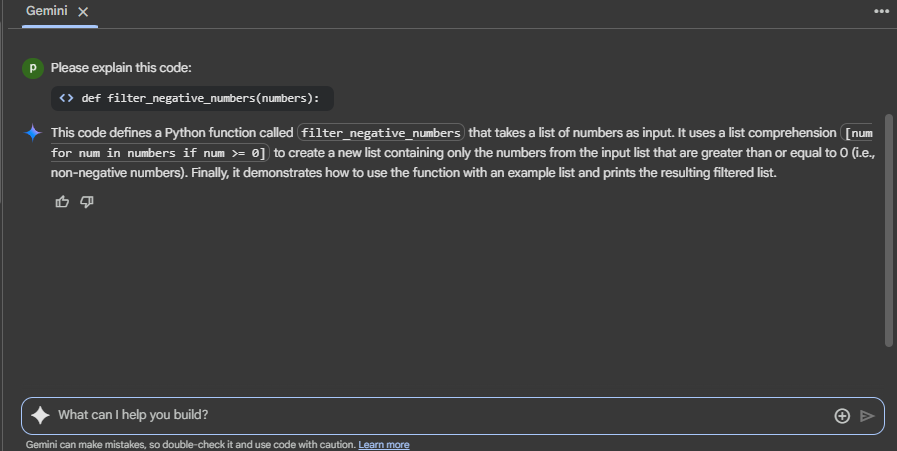 Gemini
P Please explain this code:
<> def filter_negative_numbers(numbers):
This code defines a Python function called filter_negative_numbers that takes a list of numbers as input. It uses a list comprehension [num
for num in numbers if num >= 0] to create a new list containing only the numbers from the input list that are greater than or equal to 0 (i.e.,
non-negative numbers). Finally, it demonstrates how to use the function with an example list and prints the resulting filtered list.
What can I help you build?
Gemini can make mistakes, so double-check it and use code with caution. Learn more